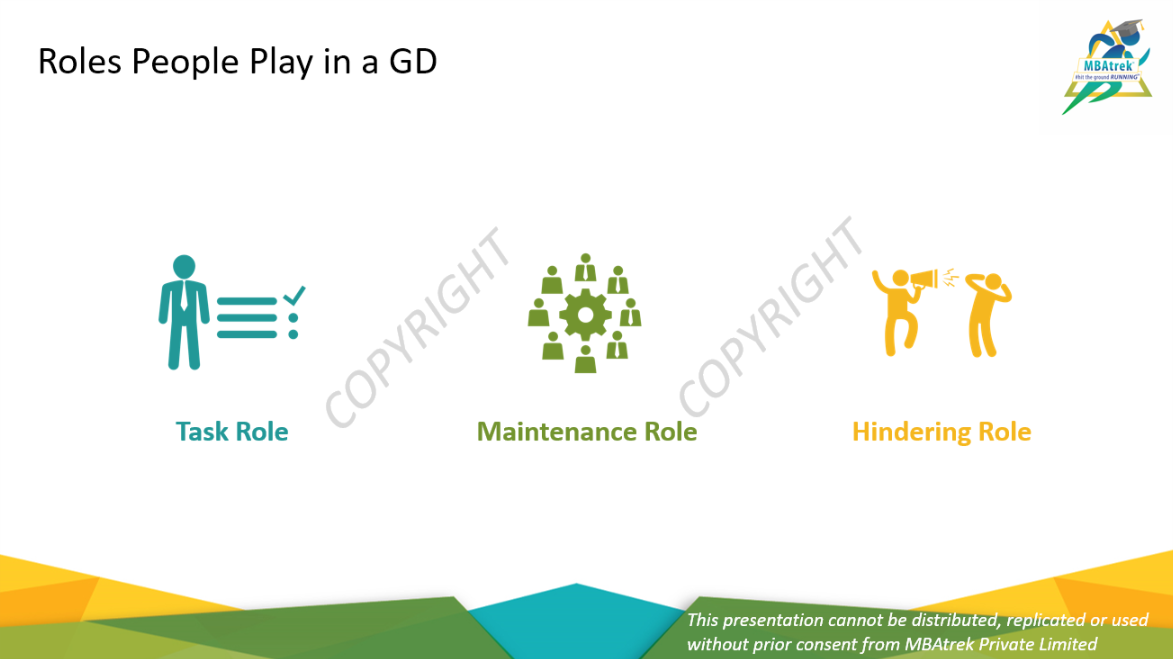 Roles People Play in a GD
MBAtrek
#hit the ground RUNNING
COPYRIGHT
COPYRIGHT
Task Role
Maintenance Role
Hindering Role
This presentation cannot be distributed, replicated or used
without prior consent from MBAtrek Private Limited